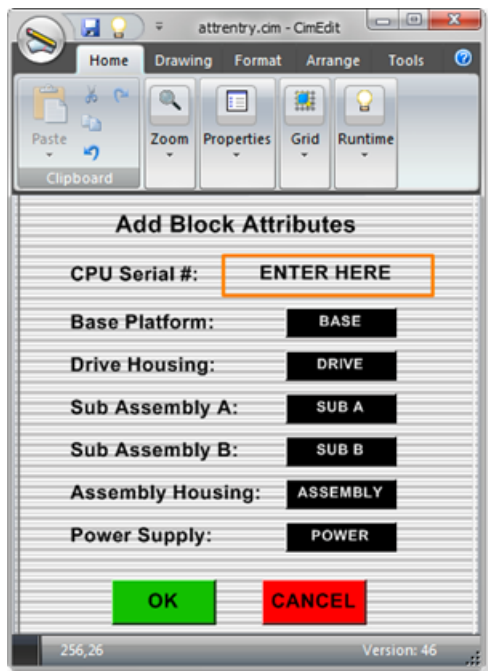 attrentry.cim - CimEdit
Home Drawing Format Arrange Tools
Paste Zoom Properties Grid Runtime
Clipboard
Add Block Attributes
CPU Serial #: ENTER HERE
Base Platform: BASE
Drive Housing: DRIVE
Sub Assembly A: SUB A
Sub Assembly B: SUB B
Assembly Housing: ASSEMBLY
Power Supply: POWER
OK CANCEL
256,26 Version: 46